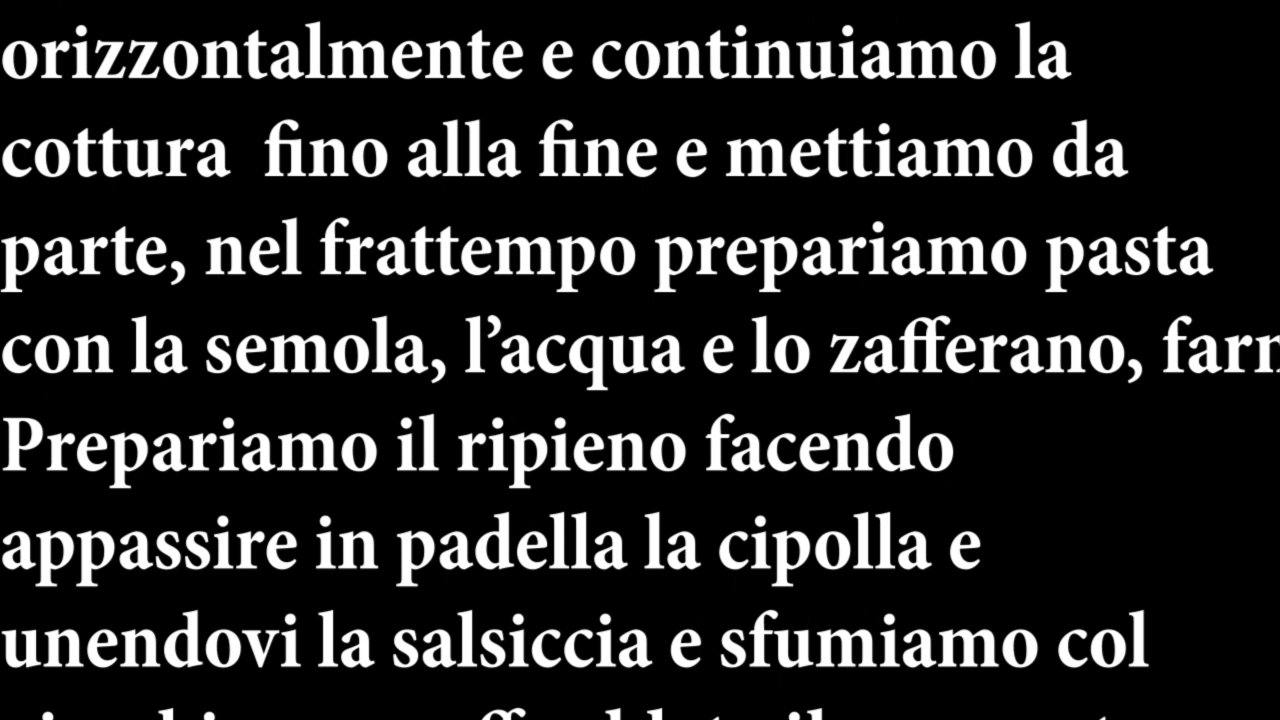 orizzontalmente e continuiamo la
cottura  fino alla fine e mettiamo da
parte, nel frattempo prepariamo pasta
con la semola, l’acqua e lo zafferano,
Prepariamo il ripieno facendo
appassire in padella la cipolla e
unendovi la salsiccia e sfumiamo col